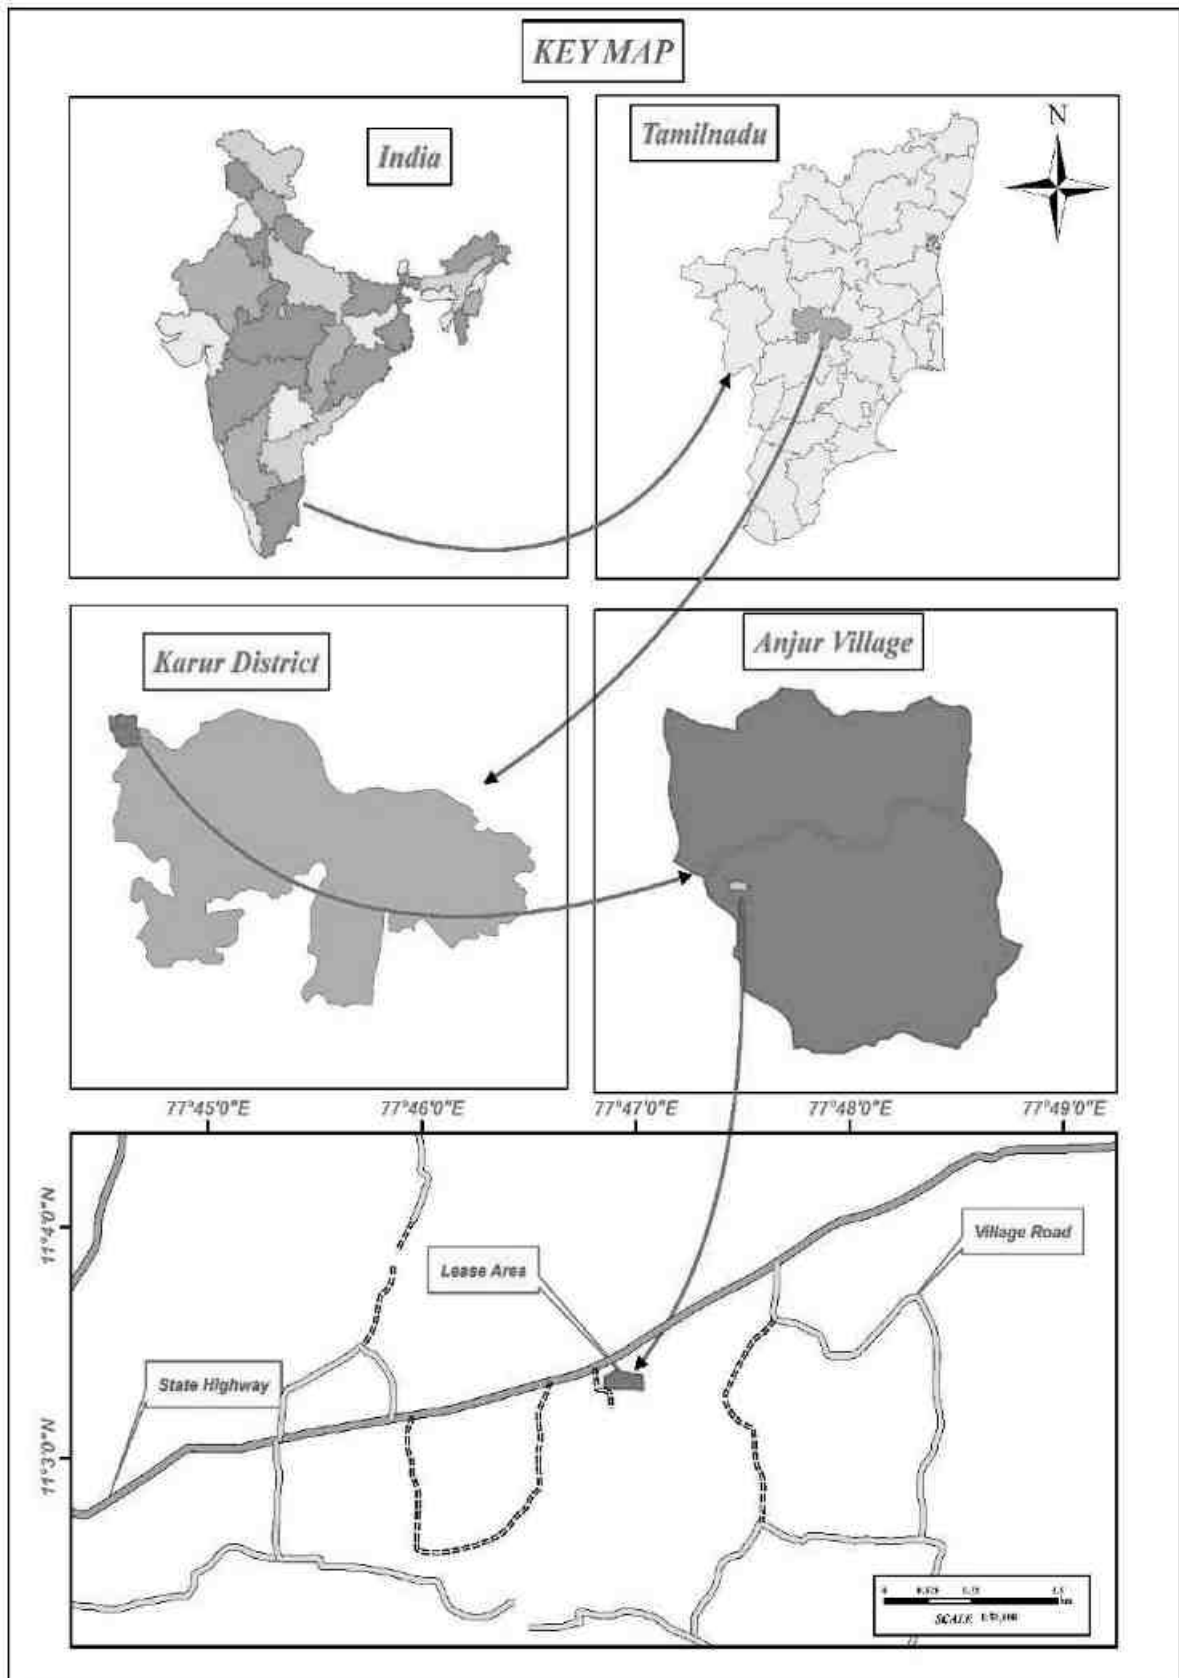 KEY MAP
India
Tamilnadu
N
Karur District
Anjur Village
77°45'0"E
77°46'0"E
77°47'0"E
77°48'0"E
77°49'0"E
11°4'0"N
11°3'0"N
Village Road
Lease Area
State Highway
0
SCALE